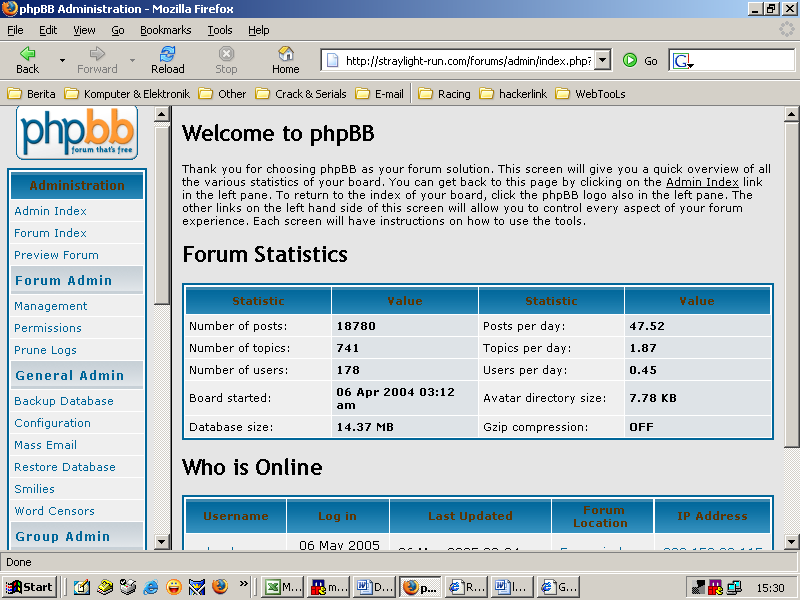 phpBB Administration - Mozilla Firefox
File Edit View Go Bookmarks Tools Help
Back Forward Reload Stop Home http://straylight-run.com/forums/admin/index.php? Go G
Berita Komputer & Elektronik Other Crack & Serials E-mail Racing hackerlink WebTooLs
phpbb
forum that's free
Administration
Admin Index
Forum Index
Preview Forum
Forum Admin
Management
Permissions
Prune Logs
General Admin
Backup Database
Configuration
Mass Email
Restore Database
Smilies
Word Censors
Group Admin
Welcome to phpBB
Thank you for choosing phpBB as your forum solution. This screen will give you a quick overview of all
the various statistics of your board. You can get back to this page by clicking on the Admin Index link
in the left pane. To return to the index of your board, click the phpBB logo also in the left pane. The
other links on the left hand side of this screen will allow you to control every aspect of your forum
experience. Each screen will have instructions on how to use the tools.
Forum Statistics
Statistic Value Statistic Value
Number of posts: 18780 Posts per day: 47.52
Number of topics: 741 Topics per day: 1.87
Number of users: 178 Users per day: 0.45
Board started: 06 Apr 2004 03:12 am Avatar directory size: 7.78 KB
Database size: 14.37 MB Gzip compression: OFF
Who is Online
Username Log in Last Updated Forum Location IP Address
06 May 2005
Done
Start » M... m... D... p... R... I... G... 15:30